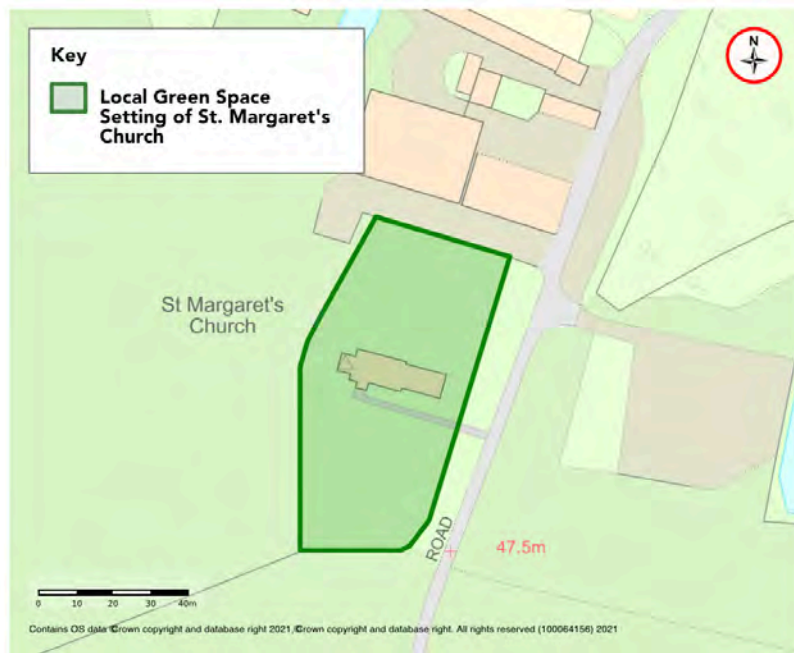 Key
Local Green Space
Setting of St. Margaret's
Church
N
St Margaret's
Church
ROAD
47.5m
0 10 20 30 40m
Contains OS data ©Crown copyright and database right 2021,©Crown copyright and database right. All rights reserved (100064156) 2021